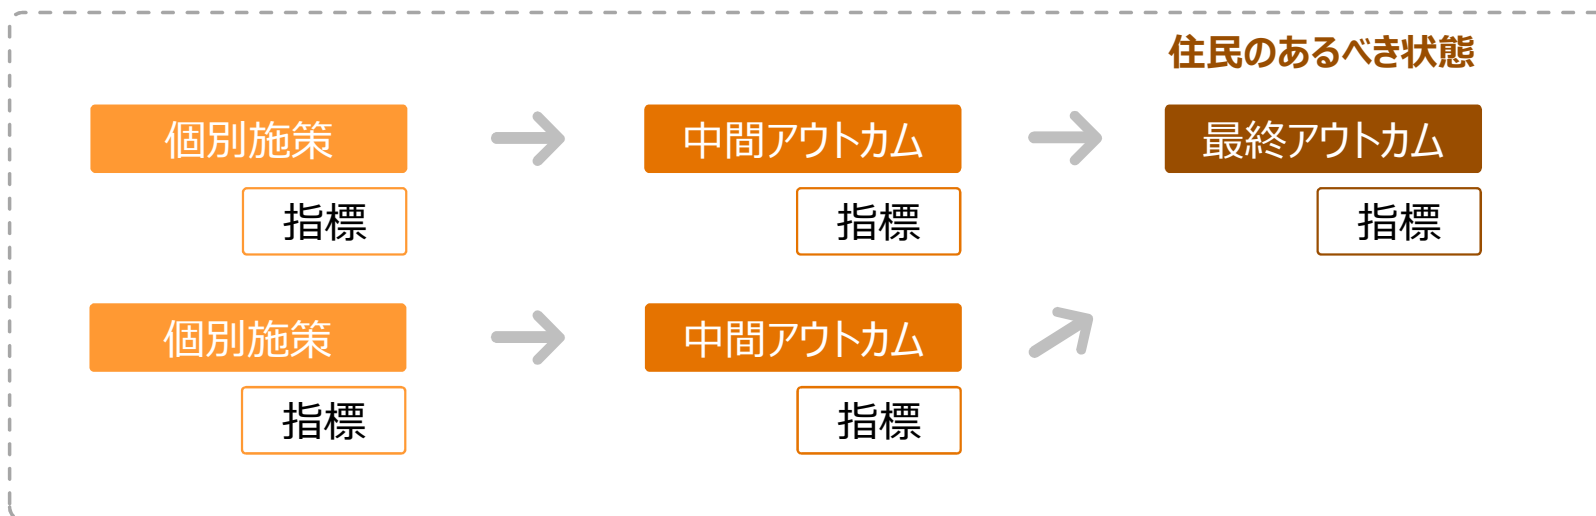 住民のあるべき状態
個別施策
中間アウトカム
最終アウトカム
指標
指標
指標
個別施策
中間アウトカム
指標
指標